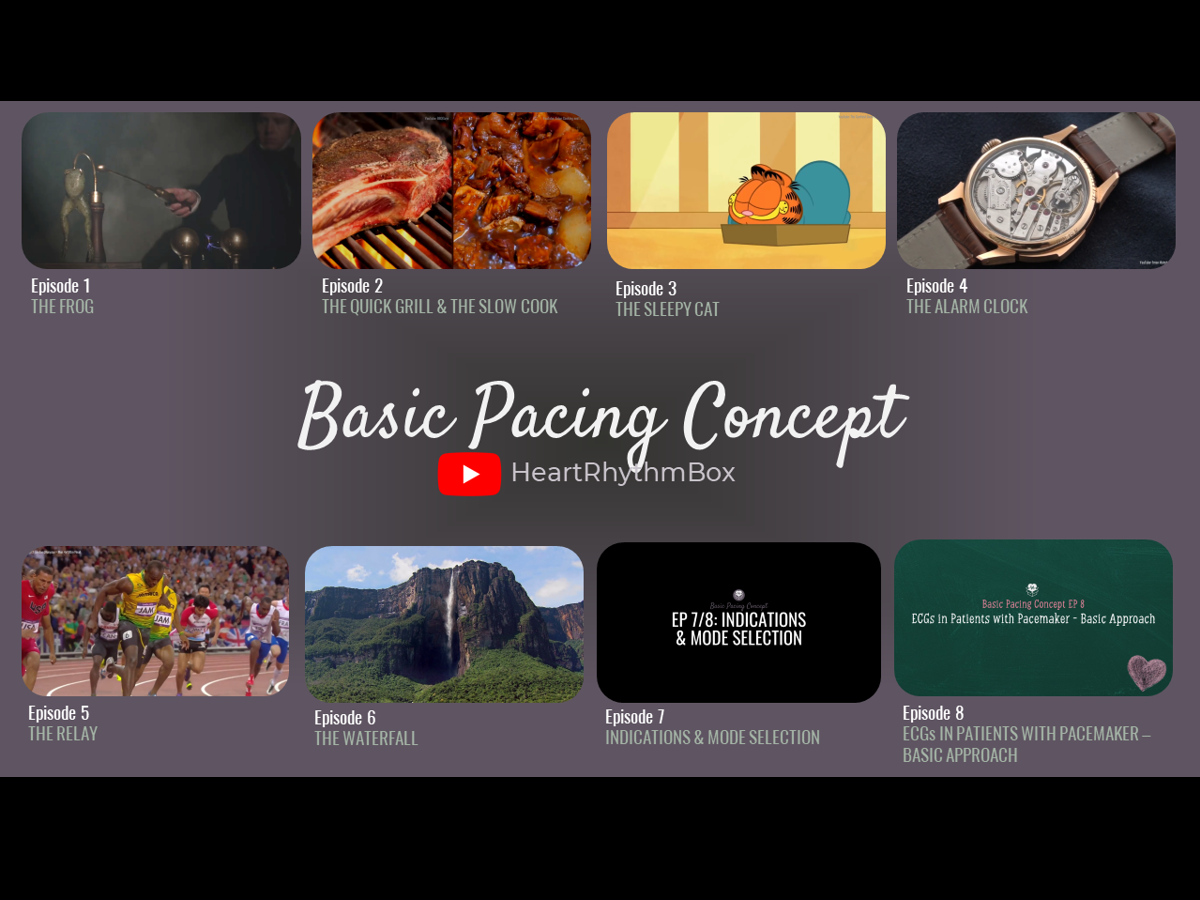 Episode 1
THE FROG
Episode 2
THE QUICK GRILL & THE SLOW COOK
Episode 3
THE SLEEPY CAT
Episode 4
THE ALARM CLOCK
Basic Pacing Concept
HeartRhythmBox
JAM
JAM
Basic Pacing Concept
EP 7/8: INDICATIONS
& MODE SELECTION
Basic Pacing Concept EP 8
ECGs in Patients with Pacemaker - Basic Approach
Episode 5
THE RELAY
Episode 6
THE WATERFALL
Episode 7
INDICATIONS & MODE SELECTION
Episode 8
ECGs IN PATIENTS WITH PACEMAKER –
BASIC APPROACH